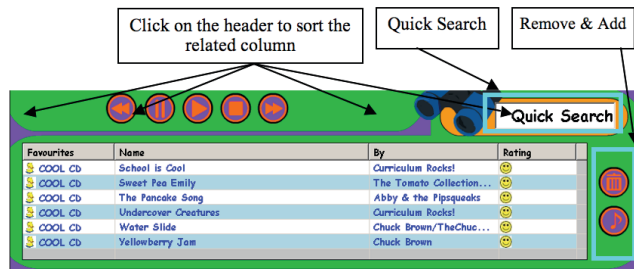 Click on the header to sort the
related column
Quick Search
Remove & Add
Quick Search
Favourites Name By Rating
COOL CD School is Cool Curriculum Rocks!
COOL CD Sweet Pea Emily The Tomato Collection...
COOL CD The Pancake Song Abby & the Pipsqueaks
COOL CD Undercover Creatures Curriculum Rocks!
COOL CD Water Slide Chuck Brown/TheChuc...
COOL CD Yellowberry Jam Chuck Brown